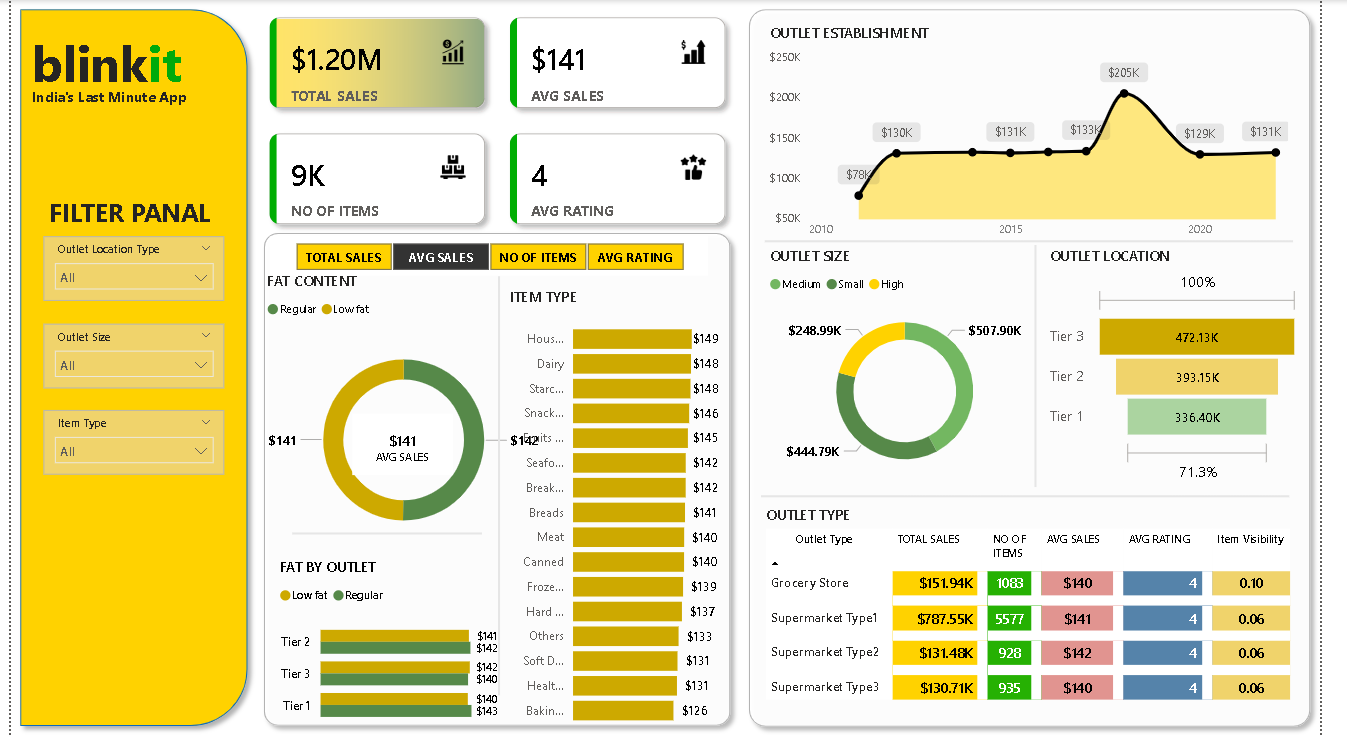 blinkit
India's Last Minute App
FILTER PANAL
Outlet Location Type
All
Outlet Size
All
Item Type
All
$1.20M
TOTAL SALES
$141
AVG SALES
9K
NO OF ITEMS
4
AVG RATING
TOTAL SALES AVG SALES NO OF ITEMS AVG RATING
FAT CONTENT
Regular Low fat
$141
$141
AVG SALES
$142
FAT BY OUTLET
Low fat Regular
Tier 2 $141
$142
Tier 3 $142
$140
Tier 1 $140
$143
ITEM TYPE
Hous... $149
Dairy $148
Starc... $148
Snack... $146
Fruits ... $145
Seafo... $142
Break... $142
Breads $141
Meat $140
Canned $140
Froze... $139
Hard ... $137
Others $133
Soft D... $131
Healt... $131
Bakin... $126
OUTLET ESTABLISHMENT
$250K
$200K
$150K
$100K
$50K
$78K
$130K
$131K
$133K
$205K
$129K
$131K
2010 2015 2020
OUTLET SIZE
Medium Small High
$248.99K
$507.90K
$444.79K
OUTLET LOCATION
100%
Tier 3 472.13K
Tier 2 393.15K
Tier 1 336.40K
71.3%
OUTLET TYPE
Outlet Type TOTAL SALES NO OF ITEMS AVG SALES AVG RATING Item Visibility
Grocery Store $151.94K 1083 $140 4 0.10
Supermarket Type1 $787.55K 5577 $141 4 0.06
Supermarket Type2 $131.48K 928 $142 4 0.06
Supermarket Type3 $130.71K 935 $140 4 0.06